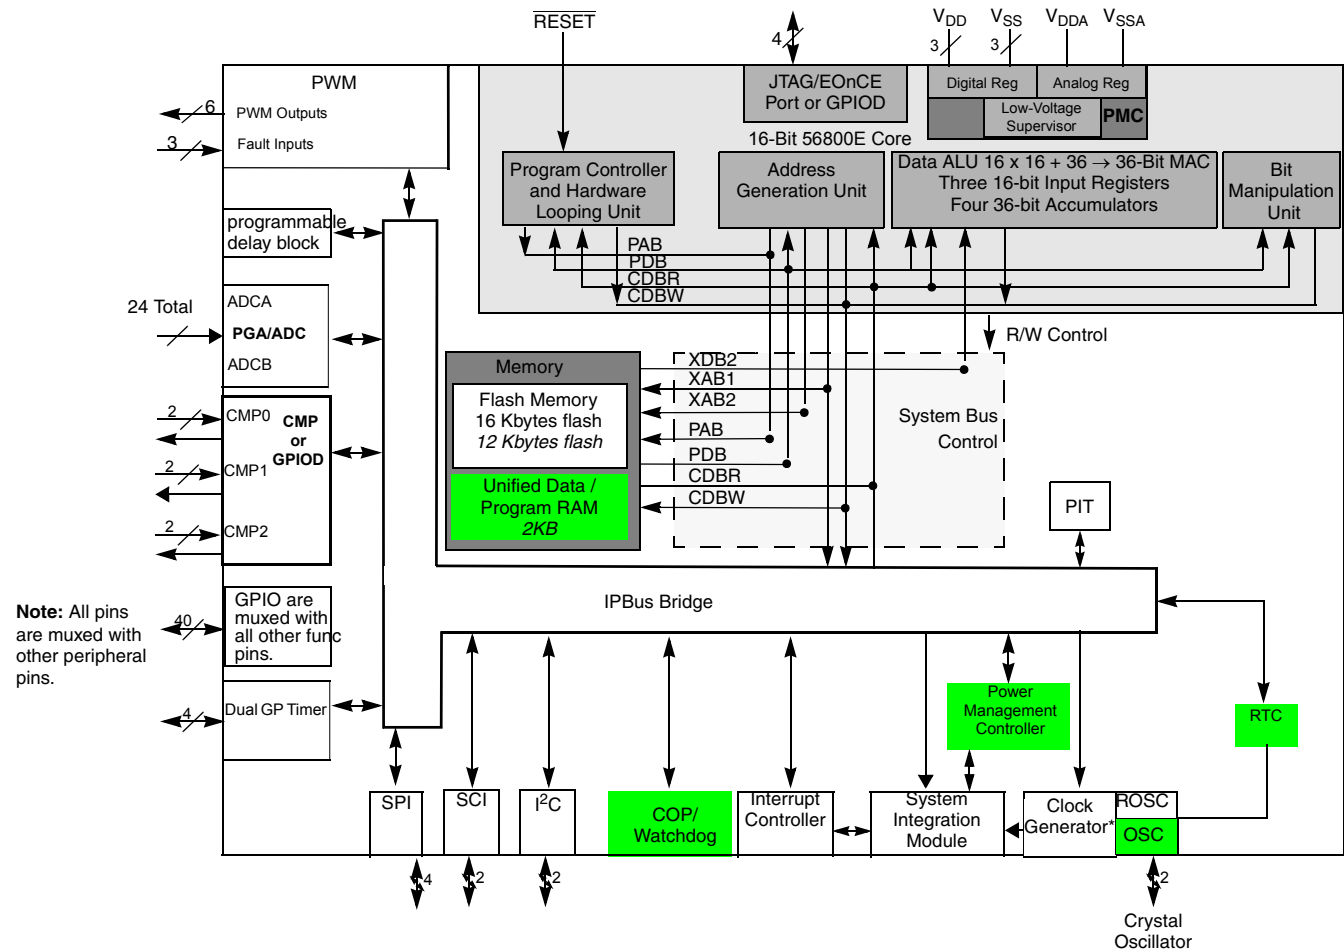 RESET
4
VDD
VSS
VDDA
VSSA
3
3
PWM
6
PWM Outputs
3
Fault Inputs
JTAG/EOnCE
Port or GPIOD
Digital Reg
Analog Reg
Low-Voltage
Supervisor
PMC
16-Bit 56800E Core
Program Controller
and Hardware
Looping Unit
Address
Generation Unit
Data ALU 16 x 16 + 36 → 36-Bit MAC
Three 16-bit Input Registers
Four 36-bit Accumulators
Bit
Manipulation
Unit
PAB
PDB
CDBR
CDBW
programmable
delay block
24 Total
ADCA
PGA/ADC
ADCB
R/W Control
Memory
Flash Memory
16 Kbytes flash
12 Kbytes flash
Unified Data /
Program RAM
2KB
XDB2
XAB1
XAB2
PAB
PDB
CDBR
CDBW
System Bus
Control
2
CMP0
CMP
or
GPIOD
2
CMP1
2
CMP2
PIT
IPBus Bridge
Note: All pins
are muxed with
other peripheral
pins.
40
GPIO are
muxed with
all other func
pins.
4
Dual GP Timer
Power
Management
Controller
RTC
SPI
SCI
I²C
COP/
Watchdog
Interrupt
Controller
System
Integration
Module
Clock
Generator*
ROSC
OSC
4
2
2
2
Crystal
Oscillator